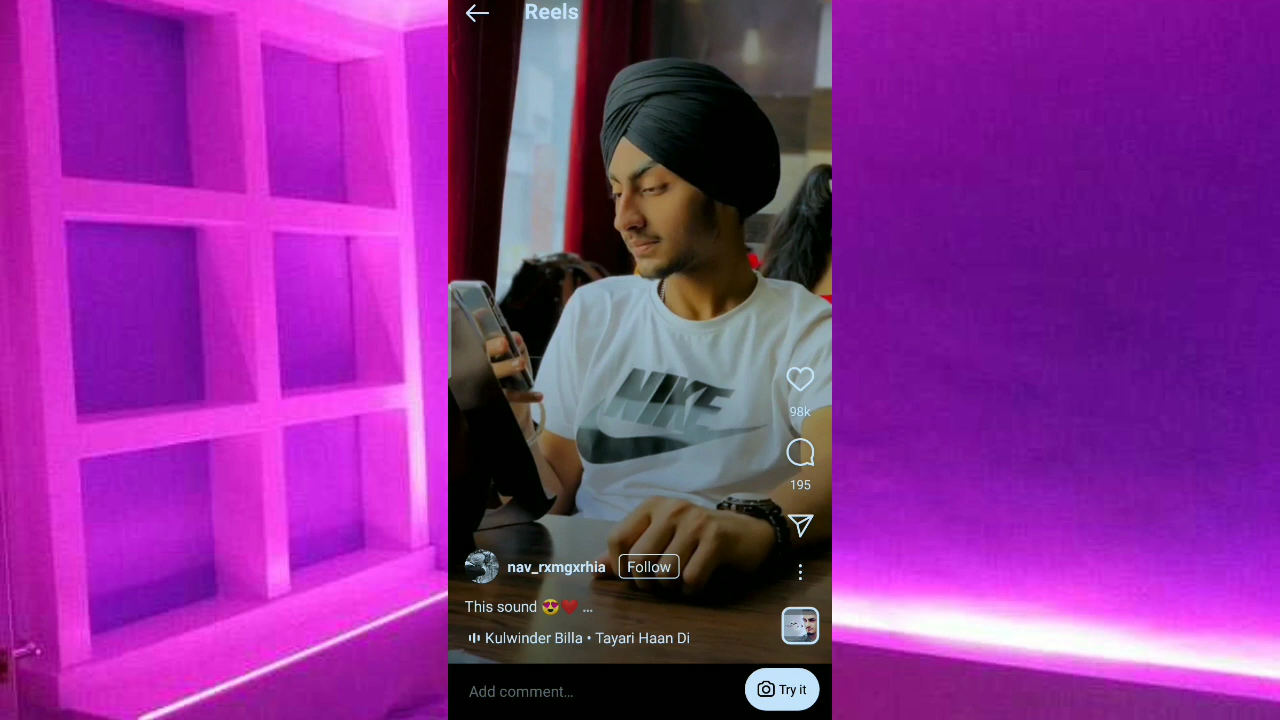 Reels
NIKE
98k
195
nav_rxmgxrhia Follow
This sound 😍❤️ ...
Kulwinder Billa • Tayari Haan Di
Add comment...
Try it